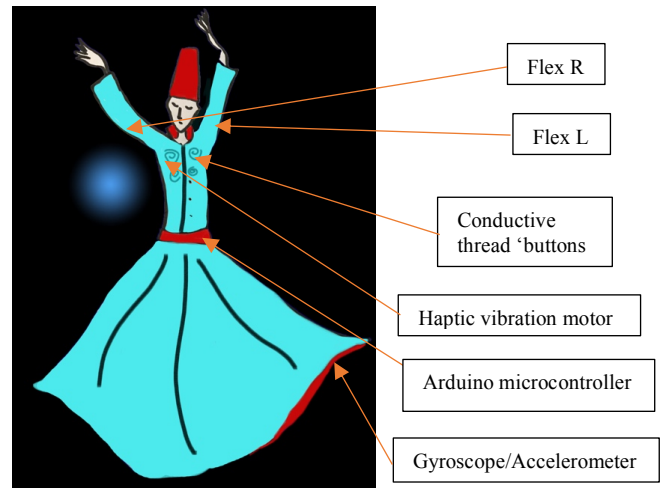 Flex R
Flex L
Conductive
thread ‘buttons
Haptic vibration motor
Arduino microcontroller
Gyroscope/Accelerometer